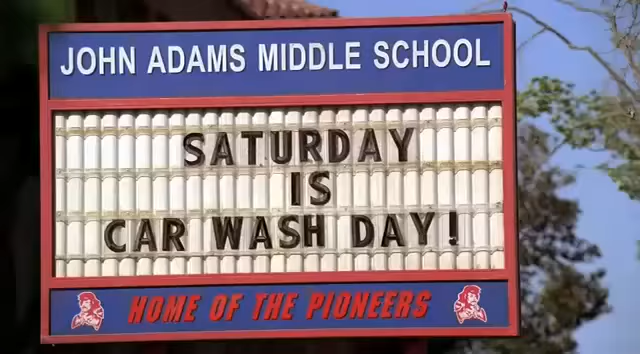 JOHN ADAMS MIDDLE SCHOOL
SATURDAY
IS
CAR WASH DAY!
HOME OF THE PIONEERS